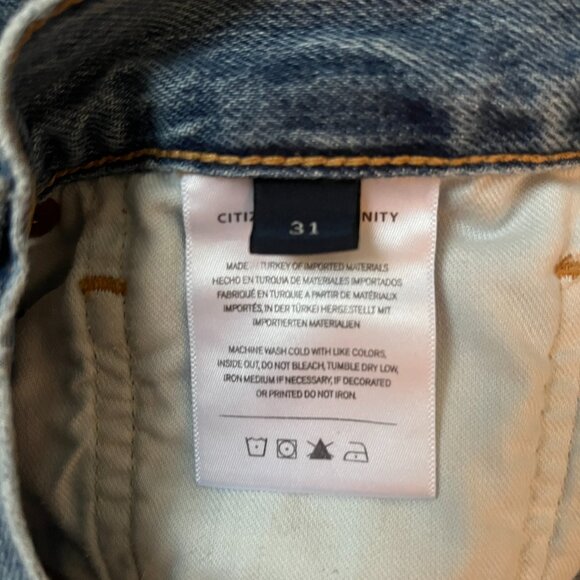 CITIZ NITY
31
MADE IN TURKEY OF IMPORTED MATERIALS
HECHO EN TURQUIA DE MATERIALES IMPORTADOS
FABRIQUÉ EN TURQUIE A PARTIR DE MATÉRIAUX
IMPORTÉS, IN DER TÜRKEI HERGESTELLT MIT
IMPORTIERTEN MATERIALIEN
MACHINE WASH COLD WITH LIKE COLORS,
INSIDE OUT, DO NOT BLEACH, TUMBLE DRY LOW,
IRON MEDIUM IF NECESSARY, IF DECORATED
OR PRINTED DO NOT IRON.